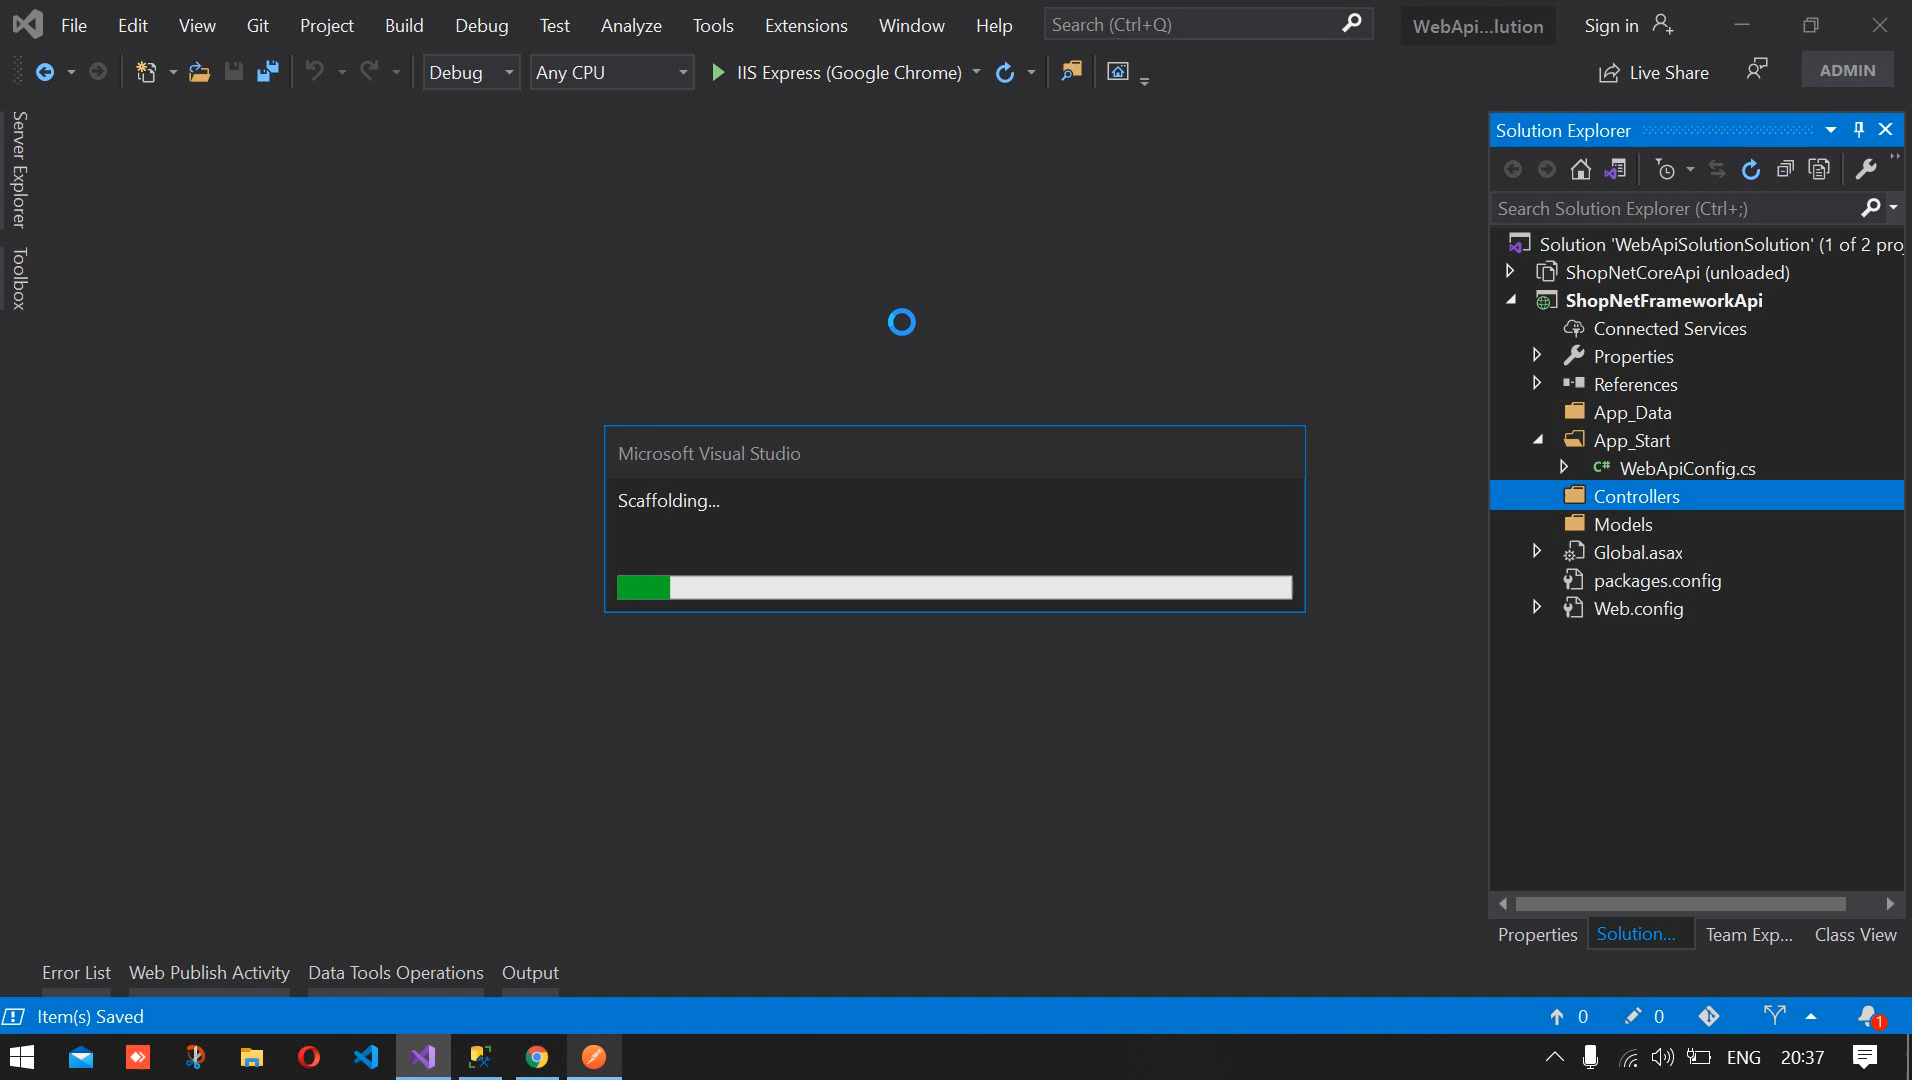 File Edit View Git Project Build Debug Test Analyze Tools Extensions Window Help Search (Ctrl+Q) WebApi...lution Sign in
Debug Any CPU IIS Express (Google Chrome) Live Share ADMIN
Server Explorer
Toolbox
Solution Explorer
Search Solution Explorer (Ctrl+;)
Solution 'WebApiSolutionSolution' (1 of 2 pro
ShopNetCoreApi (unloaded)
ShopNetFrameworkApi
Connected Services
Properties
References
App_Data
App_Start
C# WebApiConfig.cs
Controllers
Models
Global.asax
packages.config
Web.config
Microsoft Visual Studio
Scaffolding...
Properties Solution... Team Exp... Class View
Error List Web Publish Activity Data Tools Operations Output
Item(s) Saved 0 0 1
ENG 20:37